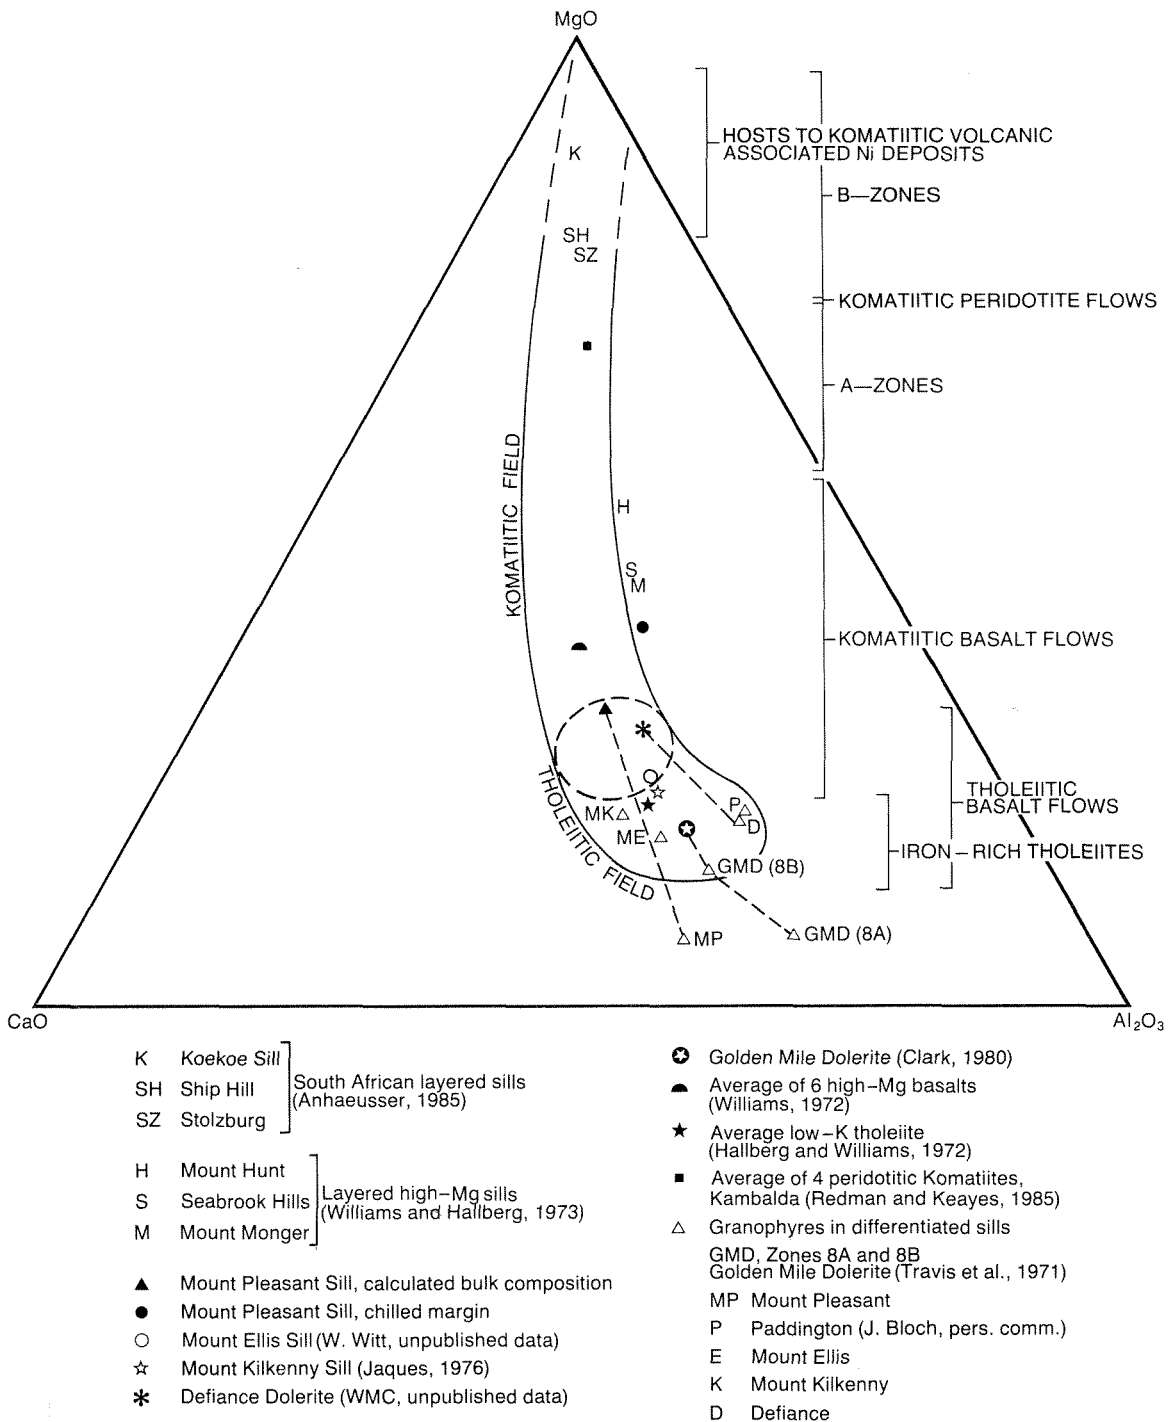 MgO
HOSTS TO KOMATIITIC VOLCANIC
ASSOCIATED Ni DEPOSITS
K
B—ZONES
SH
SZ
KOMATIITIC PERIDOTITE FLOWS
A—ZONES
KOMATIITIC FIELD
H
S
M
KOMATIITIC BASALT FLOWS
THOLEIITIC FIELD
THOLEIITIC
BASALT FLOWS
P
D
MK
ME
IRON–RICH THOLEIITES
GMD (8B)
MP
GMD (8A)
CaO
Al₂O₃
K Koekoe Sill
SH Ship Hill
SZ Stolzburg
South African layered sills
(Anhaeusser, 1985)
H Mount Hunt
S Seabrook Hills
M Mount Monger
Layered high–Mg sills
(Williams and Hallberg, 1973)
▲ Mount Pleasant Sill, calculated bulk composition
● Mount Pleasant Sill, chilled margin
○ Mount Ellis Sill (W. Witt, unpublished data)
☆ Mount Kilkenny Sill (Jaques, 1976)
* Defiance Dolerite (WMC, unpublished data)
✪ Golden Mile Dolerite (Clark, 1980)
Average of 6 high–Mg basalts
(Williams, 1972)
★ Average low–K tholeiite
(Hallberg and Williams, 1972)
■ Average of 4 peridotitic Komatiites,
Kambalda (Redman and Keayes, 1985)
△ Granophyres in differentiated sills
GMD, Zones 8A and 8B
Golden Mile Dolerite (Travis et al., 1971)
MP Mount Pleasant
P Paddington (J. Bloch, pers. comm.)
E Mount Ellis
K Mount Kilkenny
D Defiance